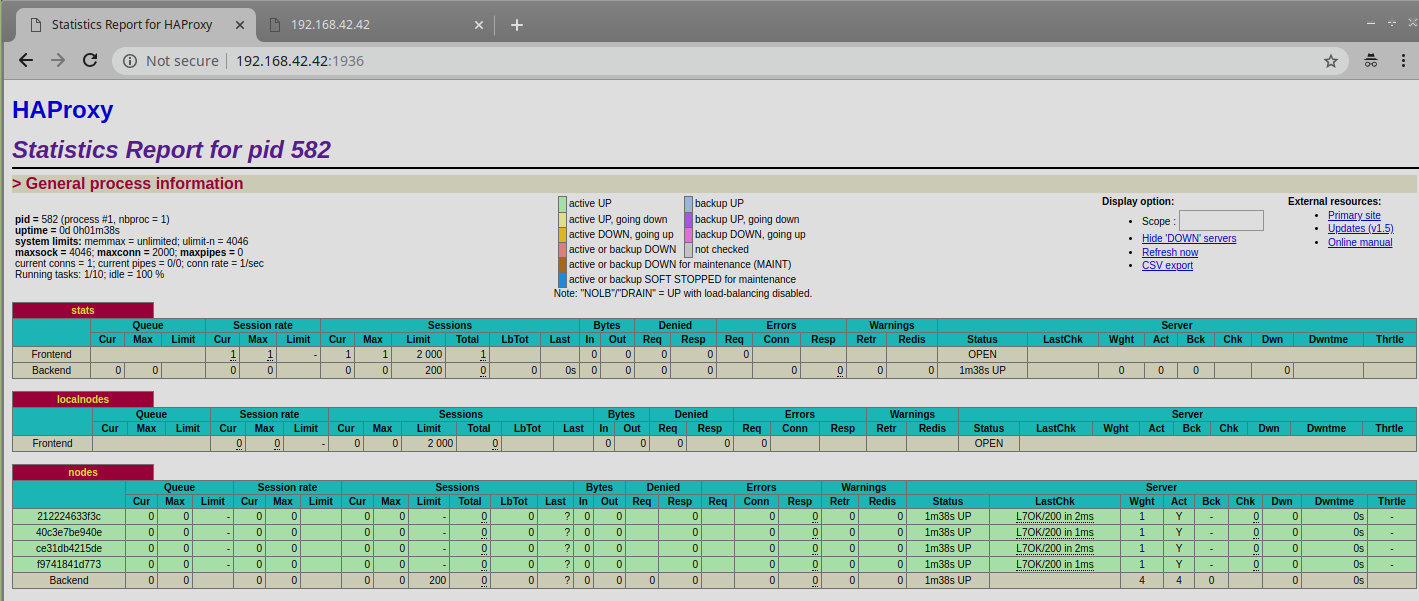 Statistics Report for HAProxy
192.168.42.42
Not secure 192.168.42.42:1936
HAProxy
Statistics Report for pid 582
> General process information
pid = 582 (process #1, nbproc = 1)
uptime = 0d 0h01m38s
system limits: memmax = unlimited; ulimit-n = 4046
maxsock = 4046; maxconn = 2000; maxpipes = 0
current conns = 1; current pipes = 0/0; conn rate = 1/sec
Running tasks: 1/10; idle = 100 %
active UP backup UP
active UP, going down backup UP, going down
active DOWN, going up backup DOWN, going up
active or backup DOWN not checked
active or backup DOWN for maintenance (MAINT)
active or backup SOFT STOPPED for maintenance
Note: "NOLB"/"DRAIN" = UP with load-balancing disabled.
Display option:
Scope :
Hide 'DOWN' servers
Refresh now
CSV export
External resources:
Primary site
Updates (v1.5)
Online manual
stats
Queue Session rate Sessions Bytes Denied Errors Warnings Server
Cur Max Limit Cur Max Limit Cur Max Limit Total LbTot Last In Out Req Resp Req Conn Resp Retr Redis Status LastChk Wght Act Bck Chk Dwn Dwntme Thrtle
Frontend 1 1 - 1 1 2 000 1 0 0 0 0 0 OPEN
Backend 0 0 0 0 0 0 200 0 0 0s 0 0 0 0 0 0 0 0 1m38s UP 0 0 0 0
localnodes
Queue Session rate Sessions Bytes Denied Errors Warnings Server
Cur Max Limit Cur Max Limit Cur Max Limit Total LbTot Last In Out Req Resp Req Conn Resp Retr Redis Status LastChk Wght Act Bck Chk Dwn Dwntme Thrtle
Frontend 0 0 - 0 0 2 000 0 0 0 0 0 0 OPEN
nodes
Queue Session rate Sessions Bytes Denied Errors Warnings Server
Cur Max Limit Cur Max Limit Cur Max Limit Total LbTot Last In Out Req Resp Req Conn Resp Retr Redis Status LastChk Wght Act Bck Chk Dwn Dwntme Thrtle
212224633f3c 0 0 - 0 0 0 0 - 0 0 ? 0 0 0 0 0 0 0 1m38s UP L7OK/200 in 2ms 1 Y - 0 0 0s -
40c3e7be940e 0 0 - 0 0 0 0 - 0 0 ? 0 0 0 0 0 0 0 1m38s UP L7OK/200 in 1ms 1 Y - 0 0 0s -
ce31db4215de 0 0 - 0 0 0 0 - 0 0 ? 0 0 0 0 0 0 0 1m38s UP L7OK/200 in 2ms 1 Y - 0 0 0s -
f9741841d773 0 0 - 0 0 0 0 - 0 0 ? 0 0 0 0 0 0 0 1m38s UP L7OK/200 in 1ms 1 Y - 0 0 0s -
Backend 0 0 0 0 0 0 200 0 0 ? 0 0 0 0 0 0 0 0 1m38s UP 4 4 0 0 0s